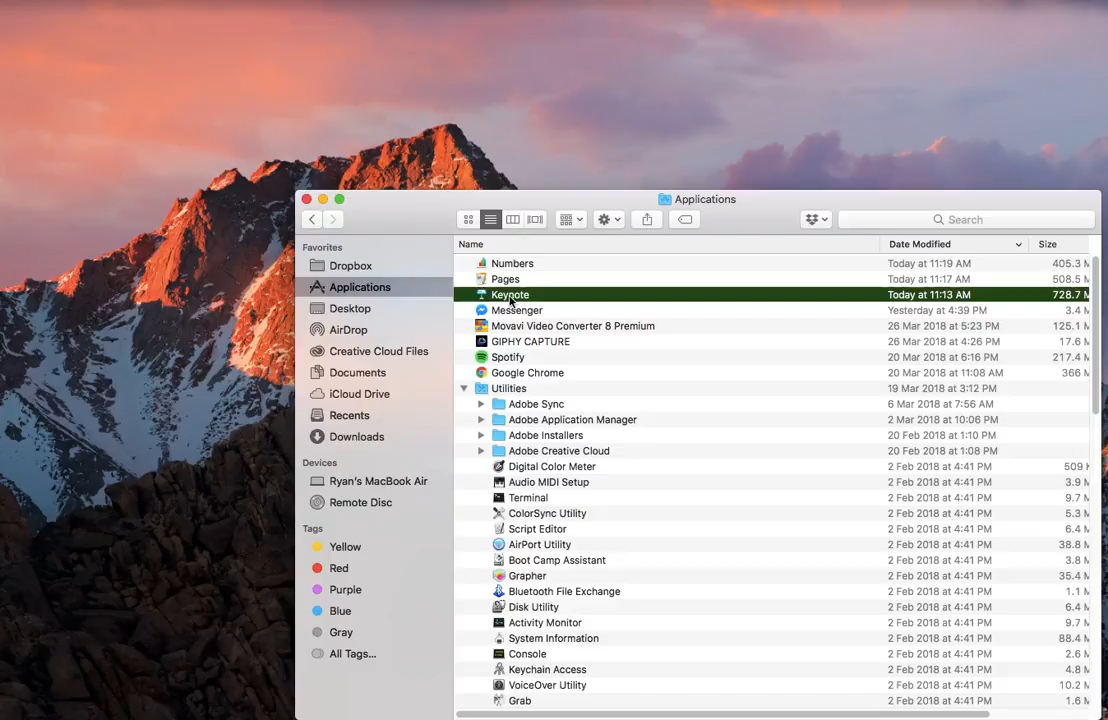 Applications
Search
Favorites
Dropbox
Applications
Desktop
AirDrop
Creative Cloud Files
Documents
iCloud Drive
Recents
Downloads
Devices
Ryan's MacBook Air
Remote Disc
Tags
Yellow
Red
Purple
Blue
Gray
All Tags...
Name Date Modified Size
Numbers Today at 11:19 AM 405.3 M
Pages Today at 11:17 AM 508.5 M
Keynote Today at 11:13 AM 728.7 M
Messenger Yesterday at 4:39 PM 3.4 M
Movavi Video Converter 8 Premium 26 Mar 2018 at 5:23 PM 125.1 M
GIPHY CAPTURE 26 Mar 2018 at 4:26 PM 17.6 M
Spotify 20 Mar 2018 at 6:16 PM 217.4 M
Google Chrome 20 Mar 2018 at 11:08 AM 366 M
Utilities 19 Mar 2018 at 3:12 PM
Adobe Sync 6 Mar 2018 at 7:56 AM
Adobe Application Manager 2 Mar 2018 at 10:06 PM
Adobe Installers 20 Feb 2018 at 1:10 PM
Adobe Creative Cloud 20 Feb 2018 at 1:08 PM
Digital Color Meter 2 Feb 2018 at 4:41 PM 509 K
Audio MIDI Setup 2 Feb 2018 at 4:41 PM 3.9 M
Terminal 2 Feb 2018 at 4:41 PM 9.7 M
ColorSync Utility 2 Feb 2018 at 4:41 PM 5.3 M
Script Editor 2 Feb 2018 at 4:41 PM 6.4 M
AirPort Utility 2 Feb 2018 at 4:41 PM 38.8 M
Boot Camp Assistant 2 Feb 2018 at 4:41 PM 3.8 M
Grapher 2 Feb 2018 at 4:41 PM 35.4 M
Bluetooth File Exchange 2 Feb 2018 at 4:41 PM 1.1 M
Disk Utility 2 Feb 2018 at 4:41 PM 6.4 M
Activity Monitor 2 Feb 2018 at 4:41 PM 9.7 M
System Information 2 Feb 2018 at 4:41 PM 88.4 M
Console 2 Feb 2018 at 4:41 PM 2.6 M
Keychain Access 2 Feb 2018 at 4:41 PM 4.8 M
VoiceOver Utility 2 Feb 2018 at 4:41 PM 10.2 M
Grab 2 Feb 2018 at 4:41 PM 1.6 M